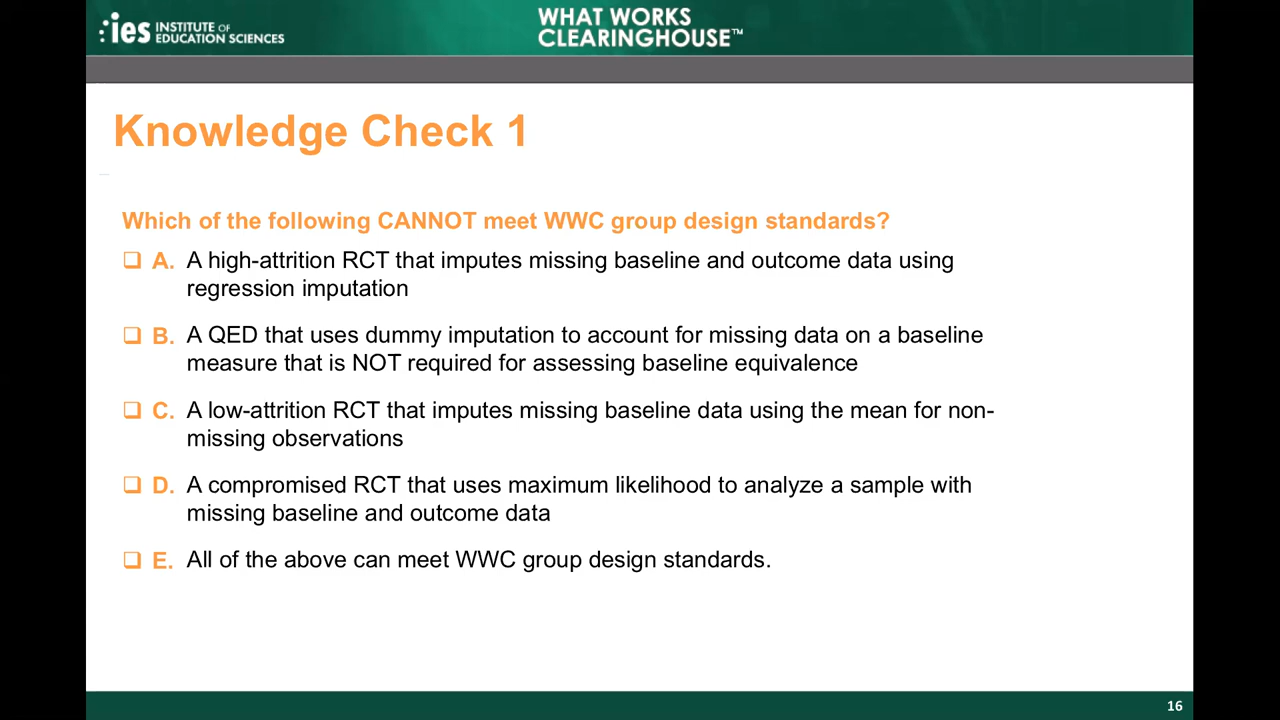 ies INSTITUTE OF
EDUCATION SCIENCES
WHAT WORKS
CLEARINGHOUSE™
Knowledge Check 1
Which of the following CANNOT meet WWC group design standards?
❑ A. A high-attrition RCT that imputes missing baseline and outcome data using
regression imputation
❑ B. A QED that uses dummy imputation to account for missing data on a baseline
measure that is NOT required for assessing baseline equivalence
❑ C. A low-attrition RCT that imputes missing baseline data using the mean for non-
missing observations
❑ D. A compromised RCT that uses maximum likelihood to analyze a sample with
missing baseline and outcome data
❑ E. All of the above can meet WWC group design standards.
16